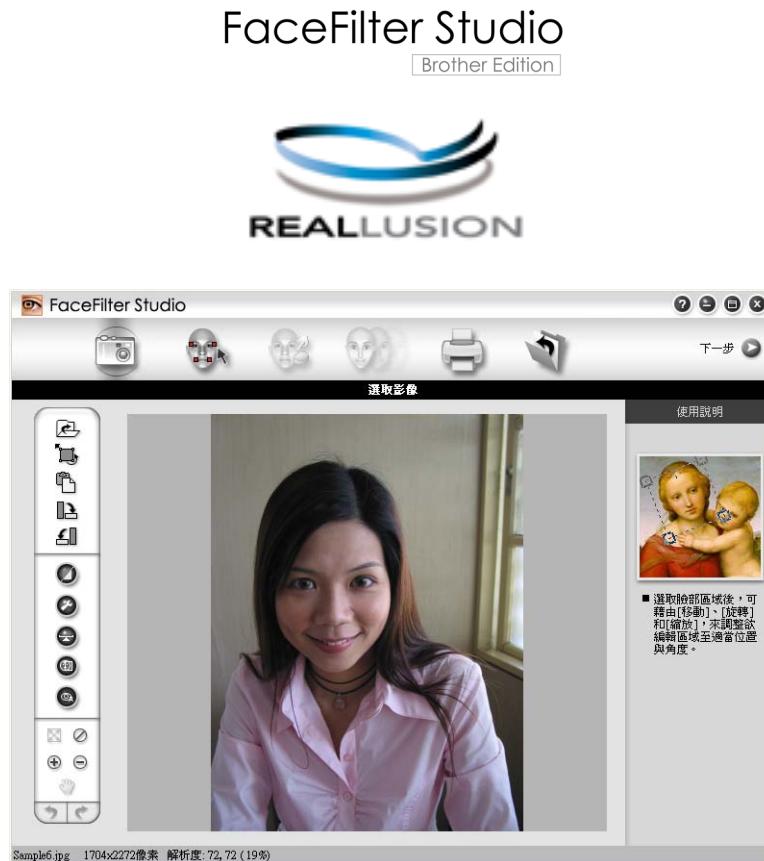 FaceFilter Studio
Brother Edition
REALLUSION
FaceFilter Studio
下一步
選取影像
使用說明
■ 選取臉部區域後，可
藉由[移動]、[旋轉]
和[縮放]，來調整欲
編輯區域至適當位置
與角度。
Sample6.jpg 1704x2272像素 解析度: 72, 72 ( 19%)